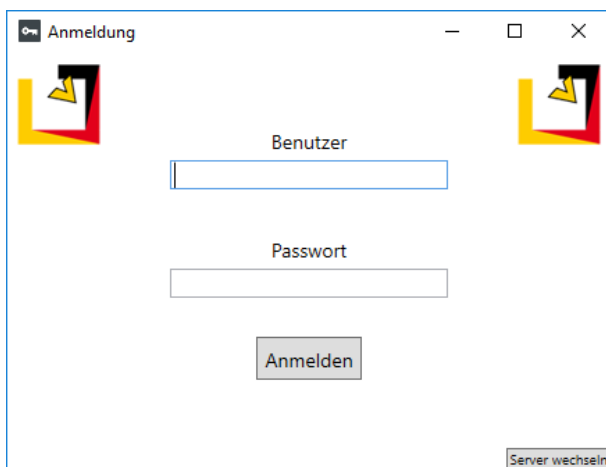 Anmeldung
Benutzer
Passwort
Anmelden
Server wechseln